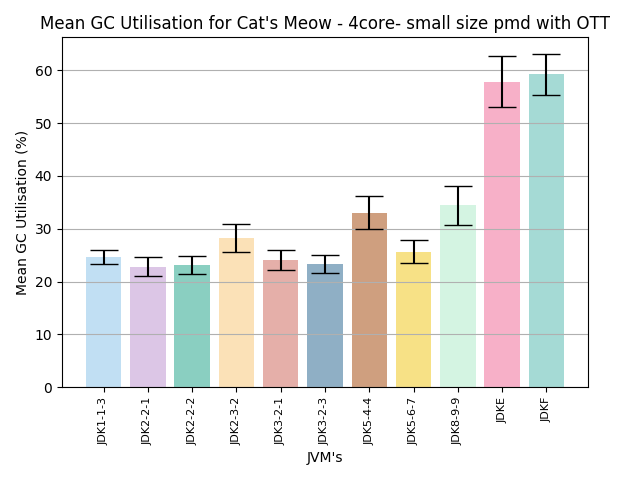 Mean GC Utilisation for Cat's Meow - 4core- small size pmd with OTT
Mean GC Utilisation (%)
60
50
40
30
20
10
0
JDK1-1-3
JDK2-2-1
JDK2-2-2
JDK2-3-2
JDK3-2-1
JDK3-2-3
JDK5-4-4
JDK5-6-7
JDK8-9-9
JDKE
JDKF
JVM's